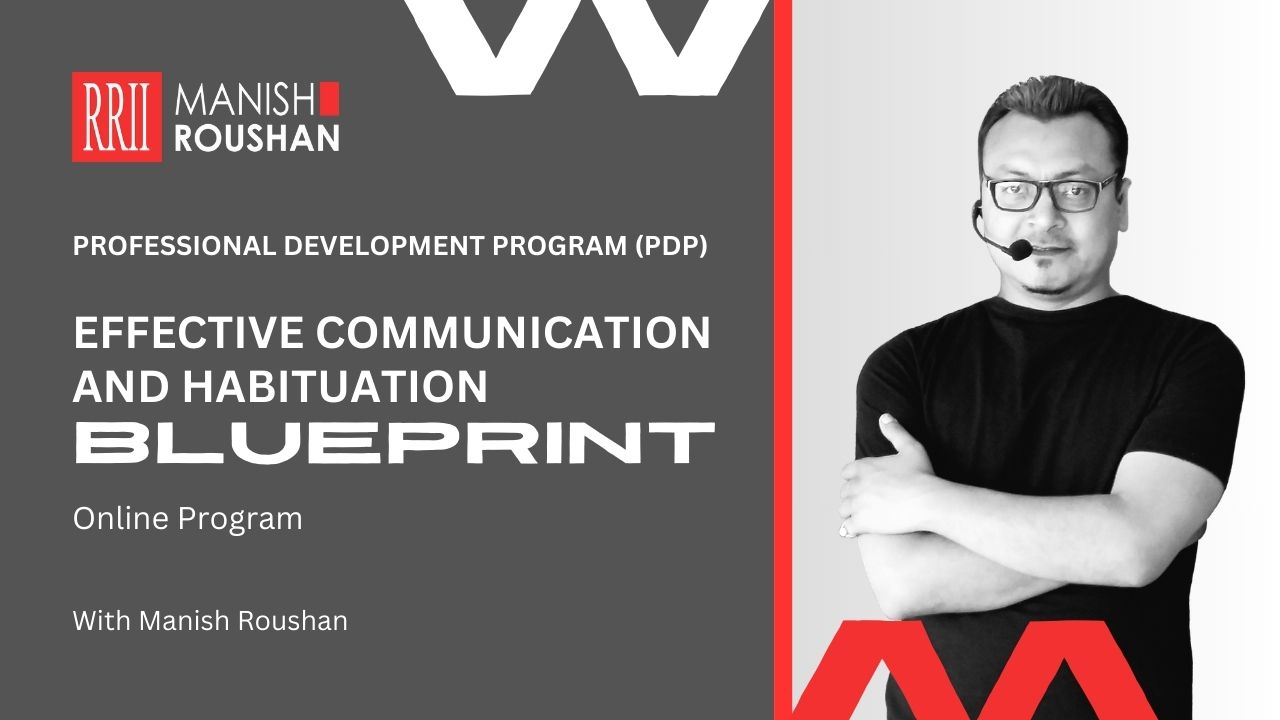 RRII MANISH
ROUSHAN
PROFESSIONAL DEVELOPMENT PROGRAM (PDP)
EFFECTIVE COMMUNICATION
AND HABITUATION
BLUEPRINT
Online Program
With Manish Roushan